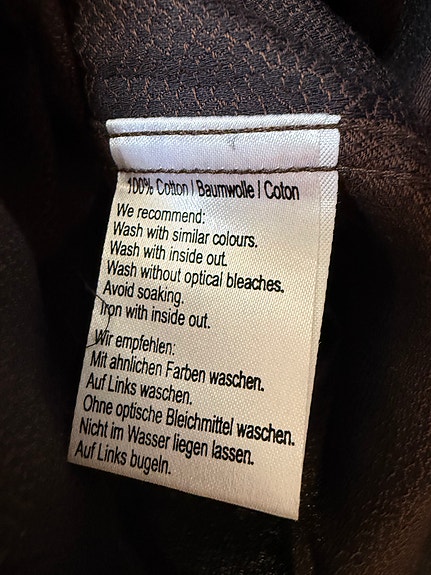 100% Cotton / Baumwolle / Coton
We recommend:
Wash with similar colours.
Wash with inside out.
Wash without optical bleaches.
Avoid soaking.
Iron with inside out.
Wir empfehlen:
Mit ahnlichen Farben waschen.
Auf Links waschen.
Ohne optische Bleichmittel waschen.
Nicht im Wasser liegen lassen.
Auf Links bugeln.